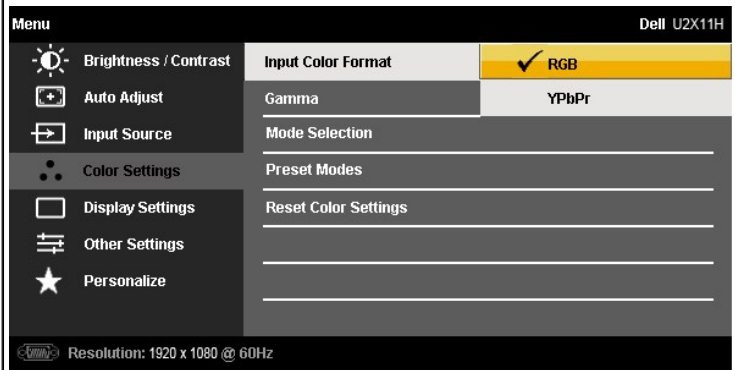 Menu Dell U2X11H
Brightness / Contrast Input Color Format RGB
Auto Adjust Gamma YPbPr
Input Source Mode Selection
Color Settings Preset Modes
Display Settings Reset Color Settings
Other Settings
Personalize
Resolution: 1920 x 1080 @ 60Hz